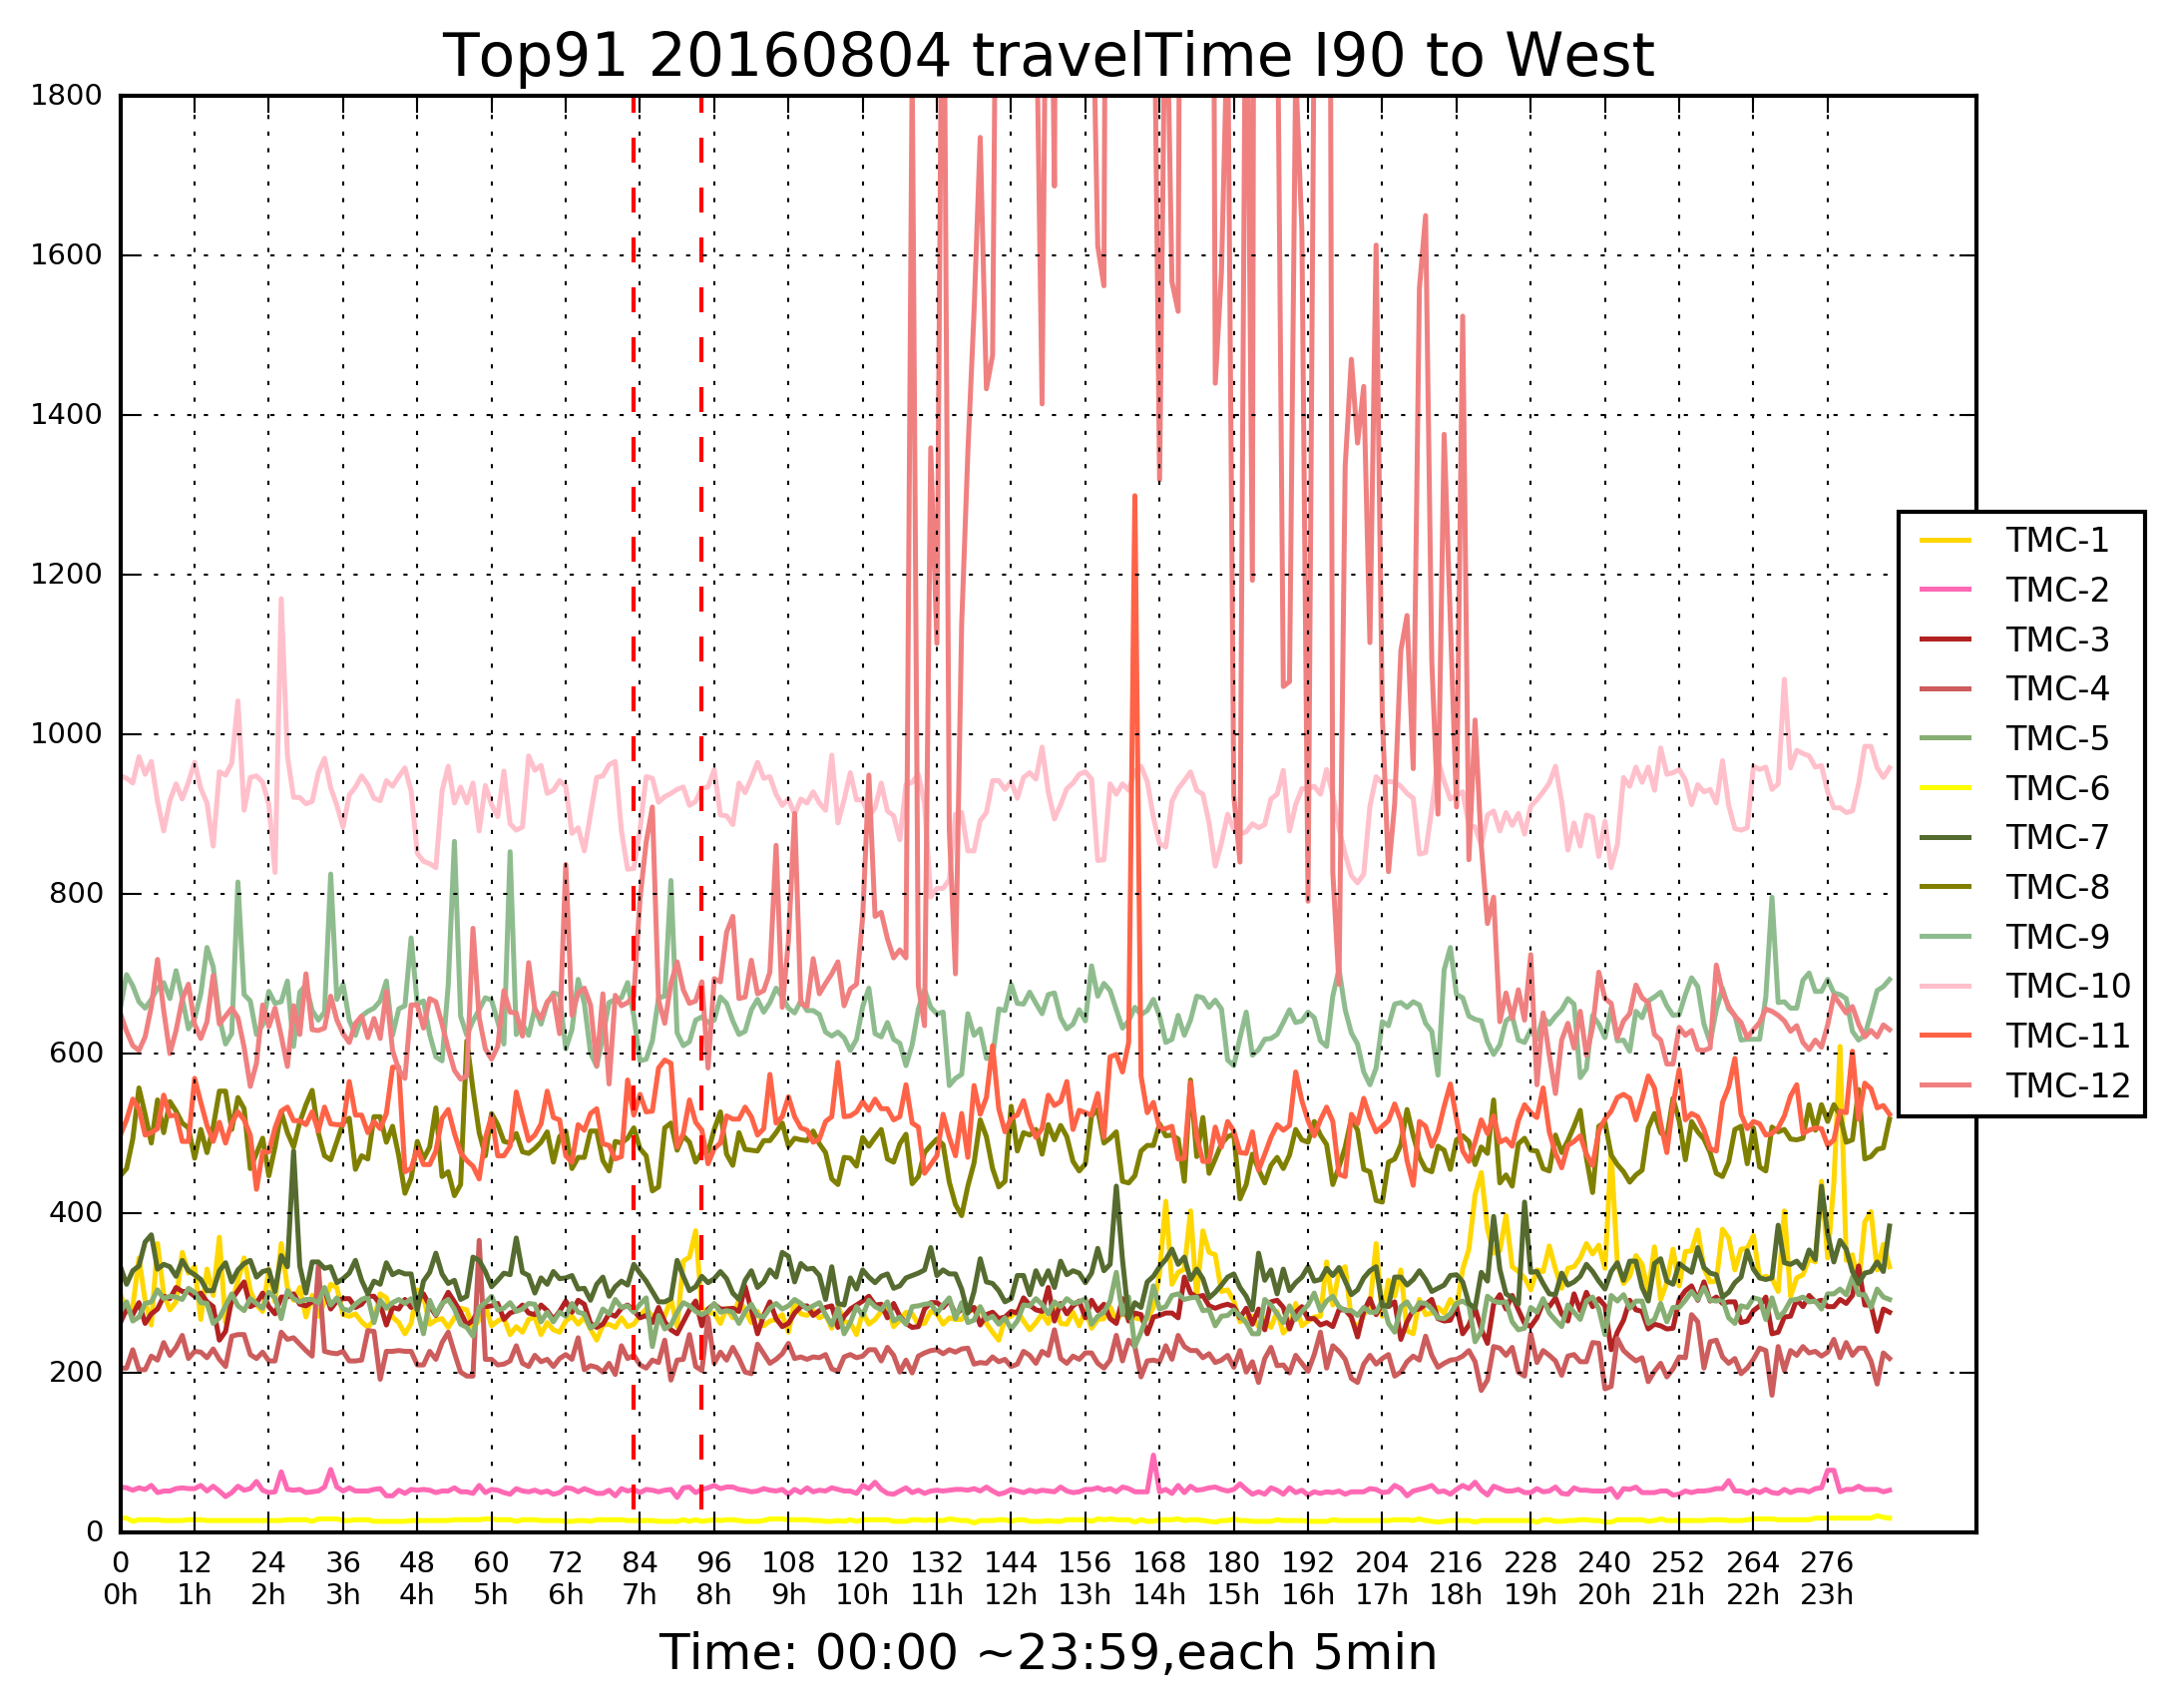 Top91 20160804 travelTime I90 to West
1800
1600
1400
1200
1000
800
600
400
200
0
TMC-1
TMC-2
TMC-3
TMC-4
TMC-5
TMC-6
TMC-7
TMC-8
TMC-9
TMC-10
TMC-11
TMC-12
0 12 24 36 48 60 72 84 96 108 120 132 144 156 168 180 192 204 216 228 240 252 264 276
0h 1h 2h 3h 4h 5h 6h 7h 8h 9h 10h 11h 12h 13h 14h 15h 16h 17h 18h 19h 20h 21h 22h 23h
Time: 00:00 ~23:59,each 5min